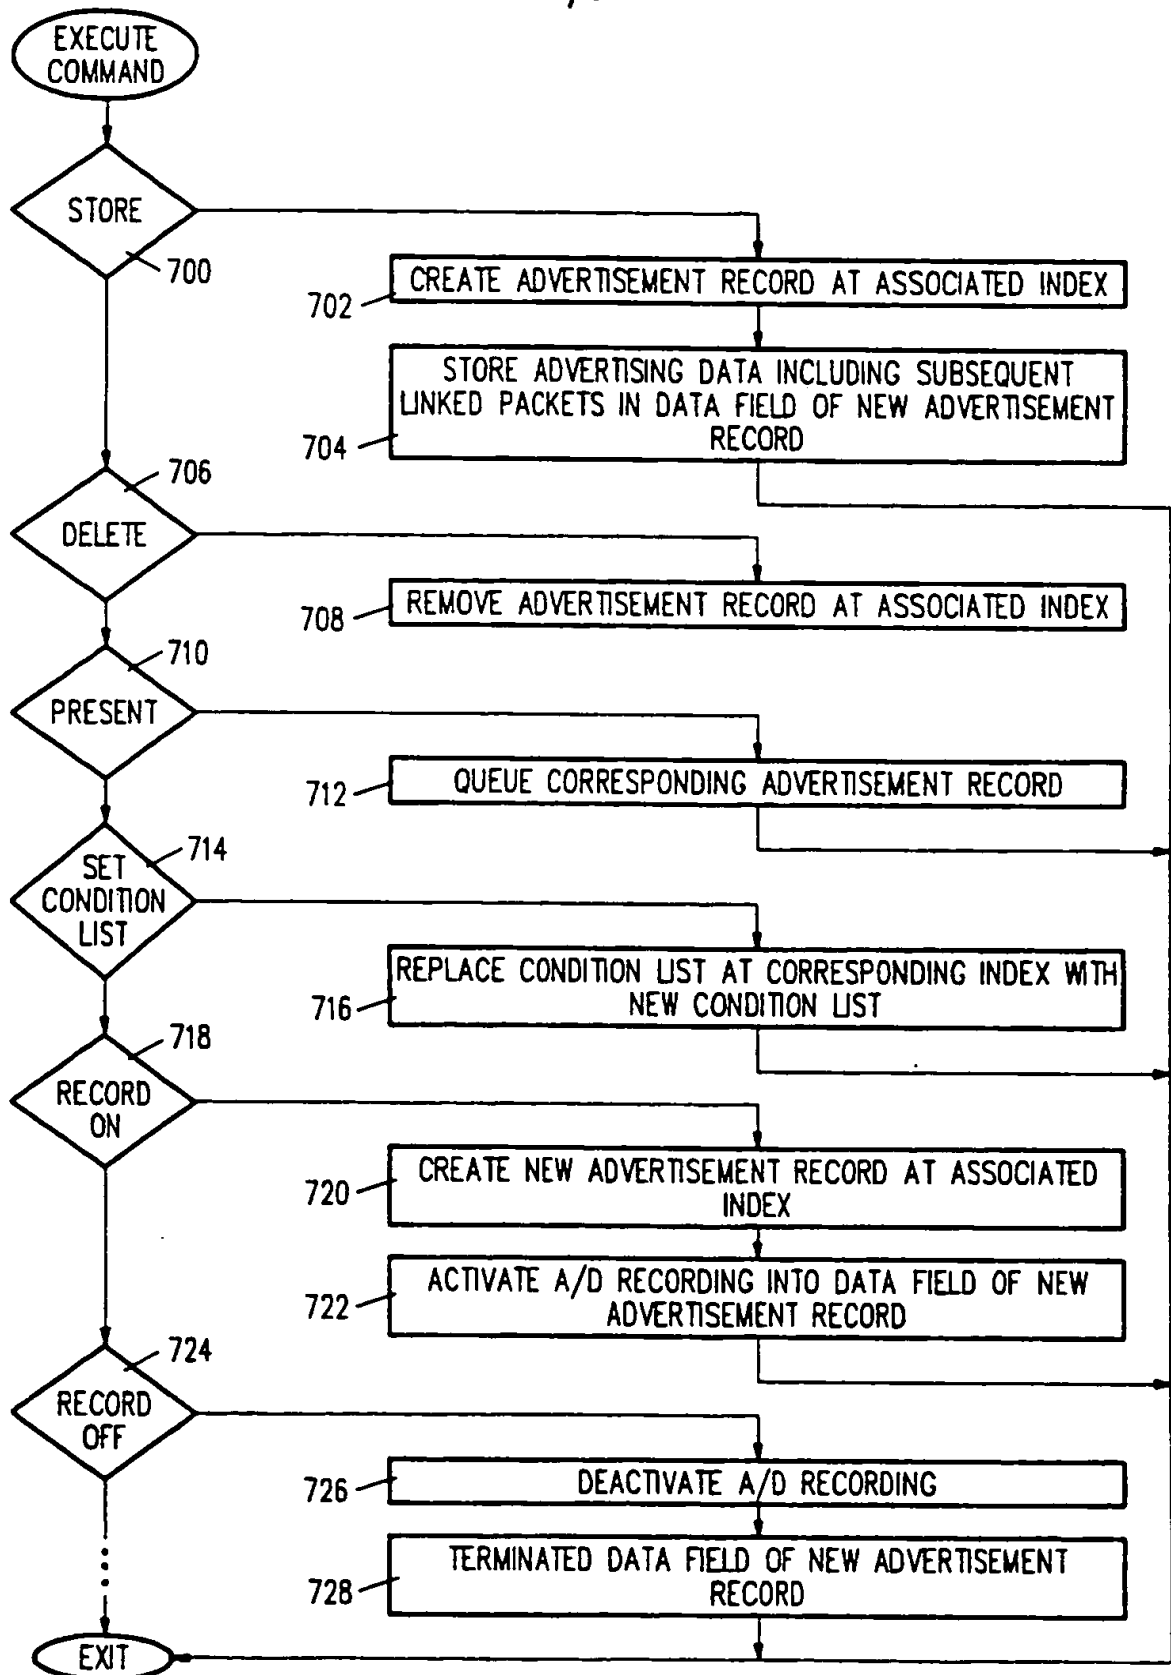 EXECUTE
COMMAND
STORE
700
CREATE ADVERTISEMENT RECORD AT ASSOCIATED INDEX
702
STORE ADVERTISING DATA INCLUDING SUBSEQUENT
LINKED PACKETS IN DATA FIELD OF NEW ADVERTISEMENT
RECORD
704
706
DELETE
REMOVE ADVERTISEMENT RECORD AT ASSOCIATED INDEX
708
710
PRESENT
QUEUE CORRESPONDING ADVERTISEMENT RECORD
712
714
SET
CONDITION
LIST
REPLACE CONDITION LIST AT CORRESPONDING INDEX WITH
NEW CONDITION LIST
716
718
RECORD
ON
CREATE NEW ADVERTISEMENT RECORD AT ASSOCIATED
INDEX
720
ACTIVATE A/D RECORDING INTO DATA FIELD OF NEW
ADVERTISEMENT RECORD
722
724
RECORD
OFF
DEACTIVATE A/D RECORDING
726
TERMINATED DATA FIELD OF NEW ADVERTISEMENT
RECORD
728
EXIT